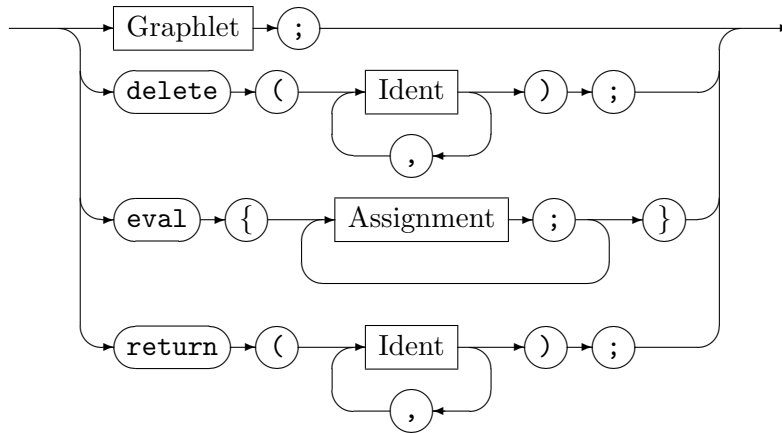 Graphlet ;
delete ( Ident ) ;
,
eval { Assignment ; }
return ( Ident ) ;
,